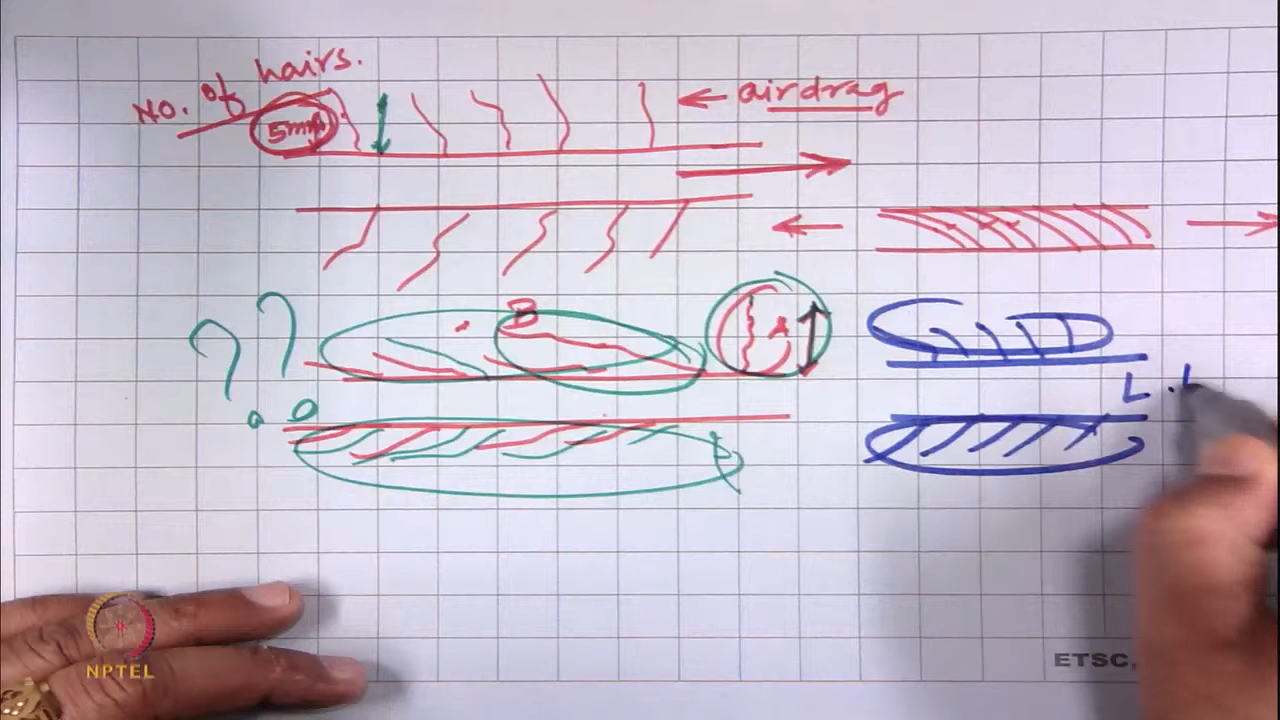 No. of hairs.
5mm
← airdrag
B
A
??
L.
NPTEL
ETSC,